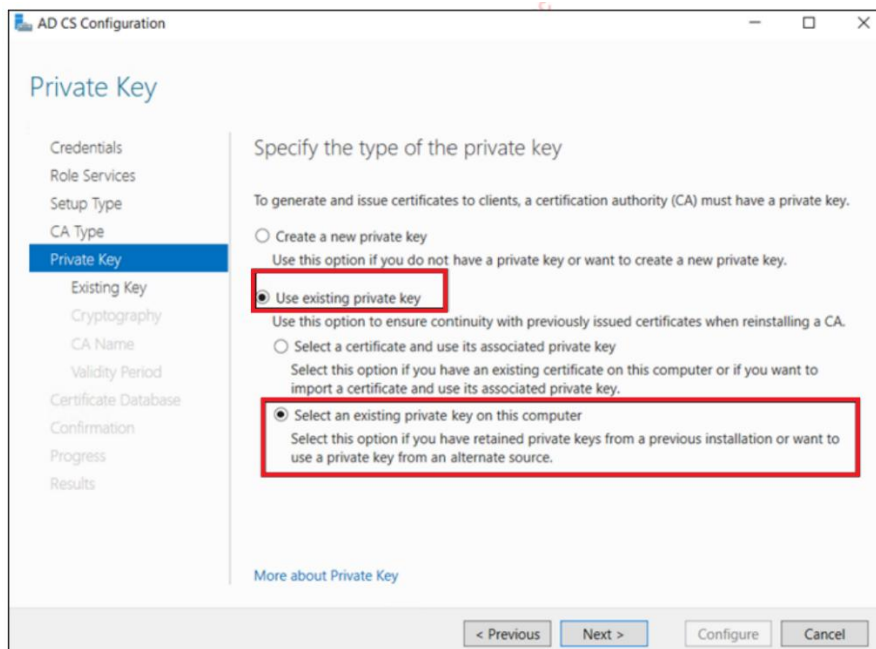 AD CS Configuration
Private Key
Credentials
Role Services
Setup Type
CA Type
Private Key
Existing Key
Cryptography
CA Name
Validity Period
Certificate Database
Confirmation
Progress
Results
Specify the type of the private key
To generate and issue certificates to clients, a certification authority (CA) must have a private key.
Create a new private key
Use this option if you do not have a private key or want to create a new private key.
Use existing private key
Use this option to ensure continuity with previously issued certificates when reinstalling a CA.
Select a certificate and use its associated private key
Select this option if you have an existing certificate on this computer or if you want to
import a certificate and use its associated private key.
Select an existing private key on this computer
Select this option if you have retained private keys from a previous installation or want to
use a private key from an alternate source.
More about Private Key
< Previous
Next >
Configure
Cancel